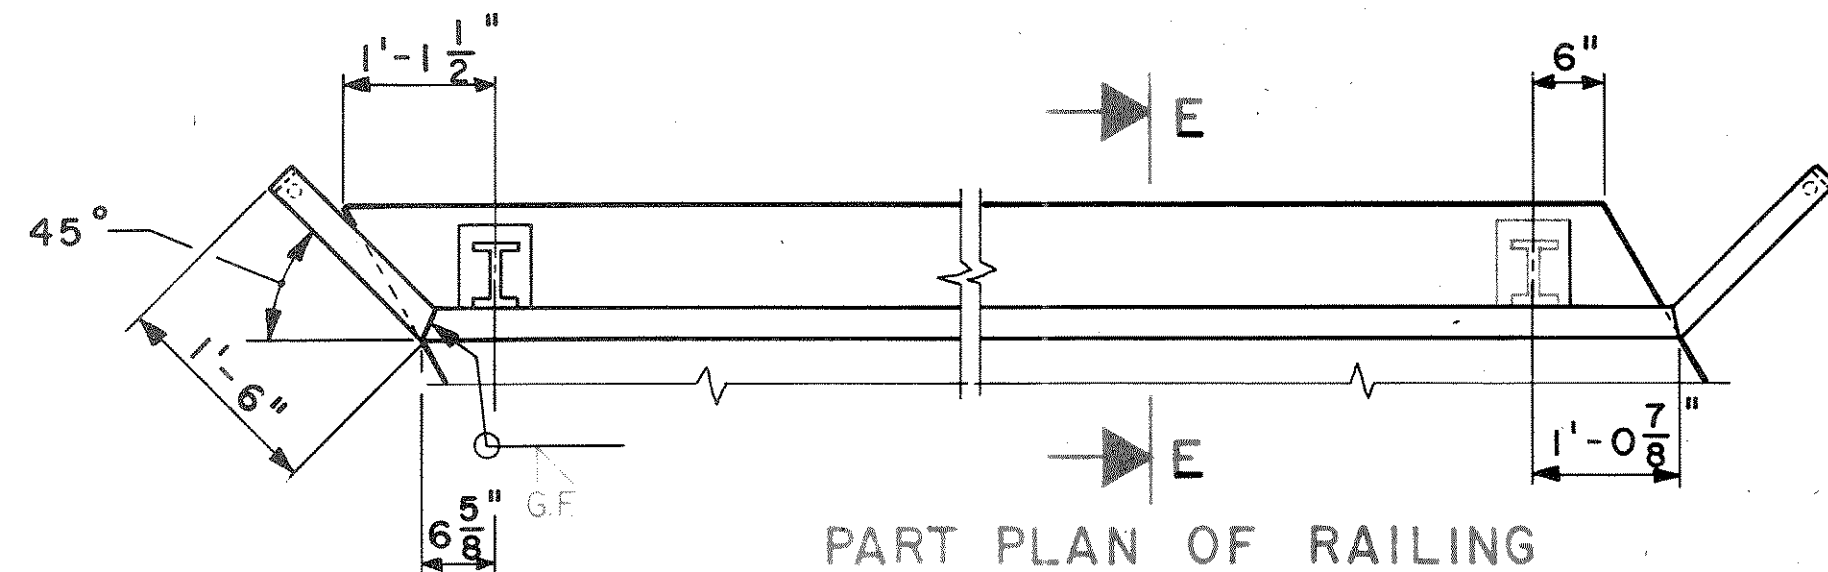 1'-1 1/2"
6"
E
45°
1'-6"
G.F.
6 5/8"
E
1'-0 7/8"
PART PLAN OF RAILING